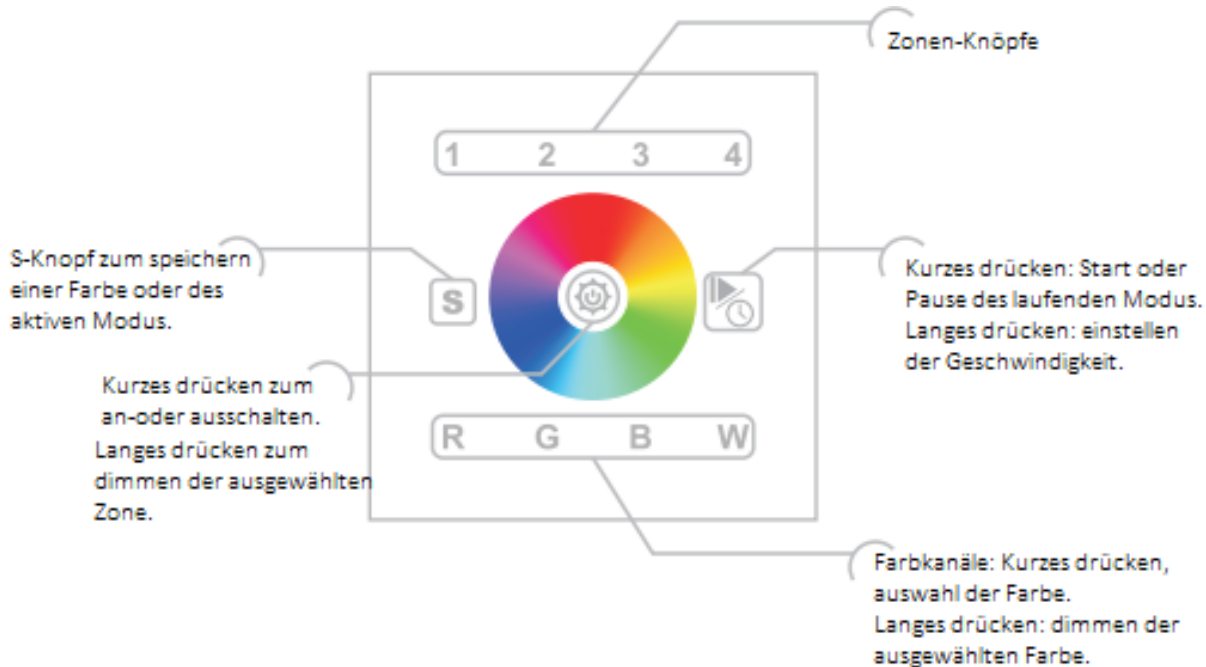 Zonen-Knöpfe
1 2 3 4
S-Knopf zum speichern
einer Farbe oder des
aktiven Modus.
S
Kurzes drücken: Start oder
Pause des laufenden Modus.
Langes drücken: einstellen
der Geschwindigkeit.
Kurzes drücken zum
an-oder ausschalten.
Langes drücken zum
dimmen der ausgewählten
Zone.
R G B W
Farbkanäle: Kurzes drücken,
auswahl der Farbe.
Langes drücken: dimmen der
ausgewählten Farbe.